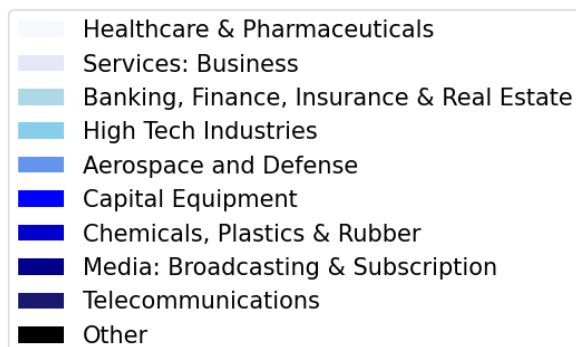 Healthcare & Pharmaceuticals
Services: Business
Banking, Finance, Insurance & Real Estate
High Tech Industries
Aerospace and Defense
Capital Equipment
Chemicals, Plastics & Rubber
Media: Broadcasting & Subscription
Telecommunications
Other